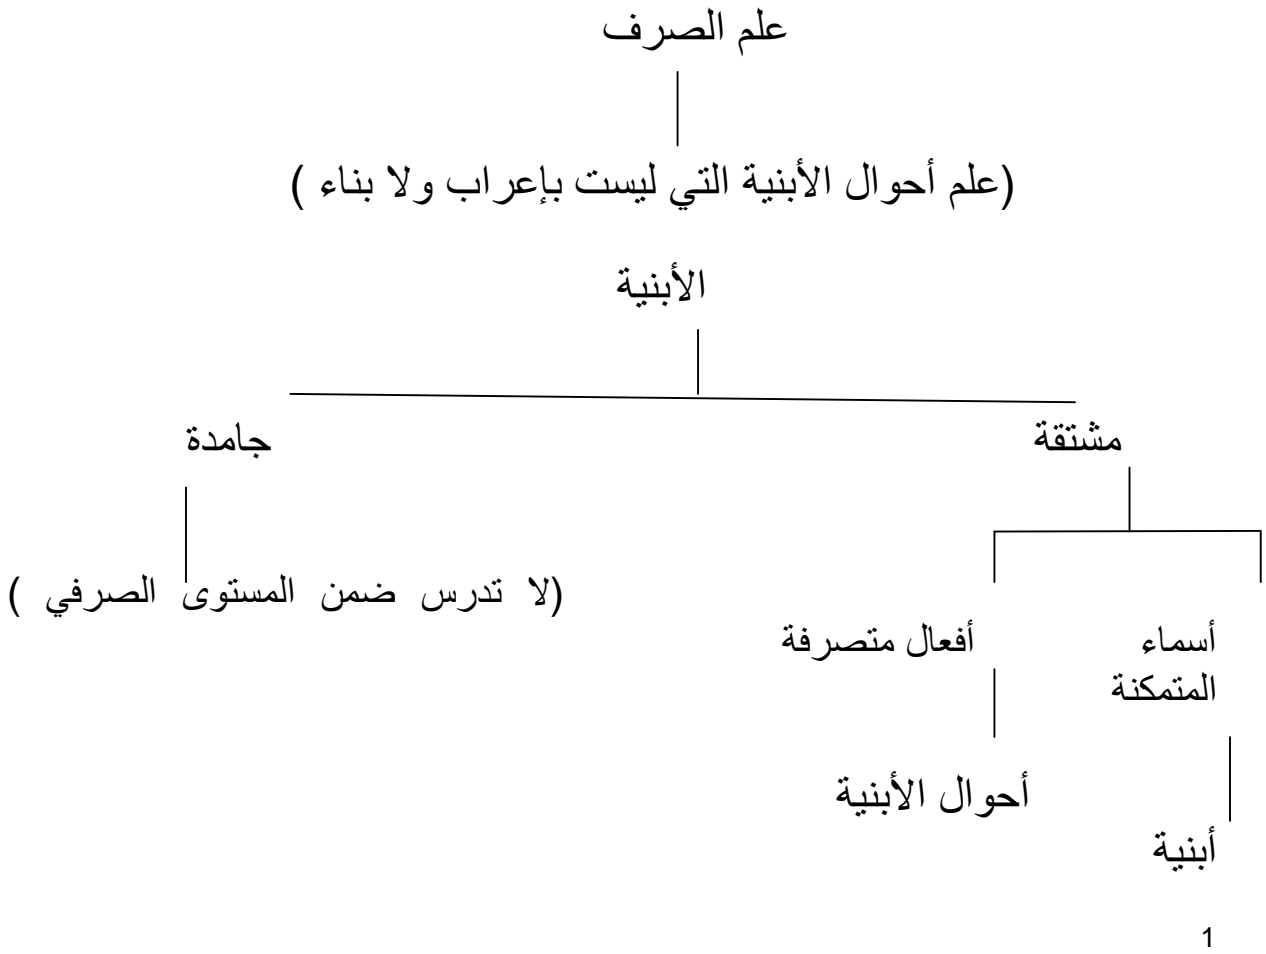 علم الصرف
(علم أحوال الأبنية التي ليست بإعراب ولا بناء )
الأبنية
مشتقة
جامدة
(لا تدرس ضمن المستوى الصرفي )
أسماء
المتمكنة
أفعال متصرفة
أحوال الأبنية
أبنية
1